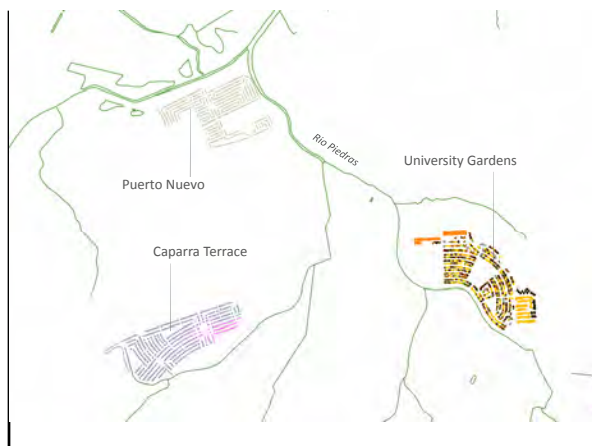 Rio Piedras
University Gardens
Puerto Nuevo
Caparra Terrace